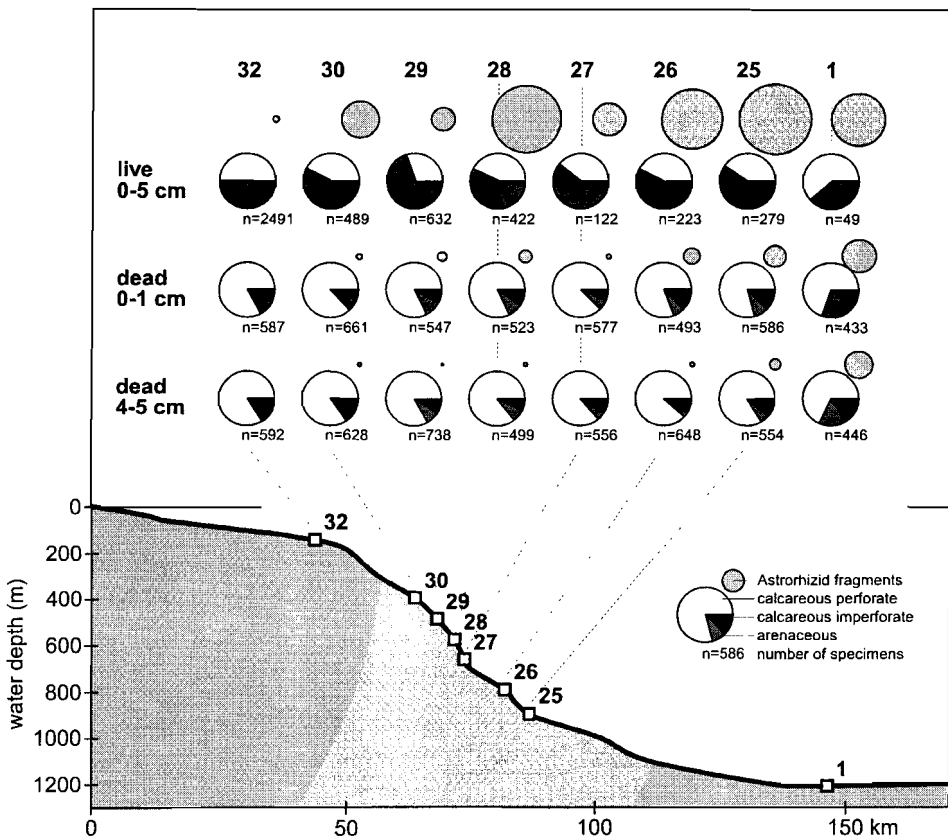 32 30 29 28 27 26 25 1
live
0-5 cm
n=2491 n=489 n=632 n=422 n=122 n=223 n=279 n=49
dead
0-1 cm
n=587 n=661 n=547 n=523 n=577 n=493 n=586 n=433
dead
4-5 cm
n=592 n=628 n=738 n=499 n=556 n=648 n=554 n=446
0
200
400
600
800
1000
1200
water depth (m)
32
30
29
28
27
26
25
1
Astrorhizid fragments
calcareous perforate
calcareous imperforate
arenaceous
n=586 number of specimens
0 50 100 150 km